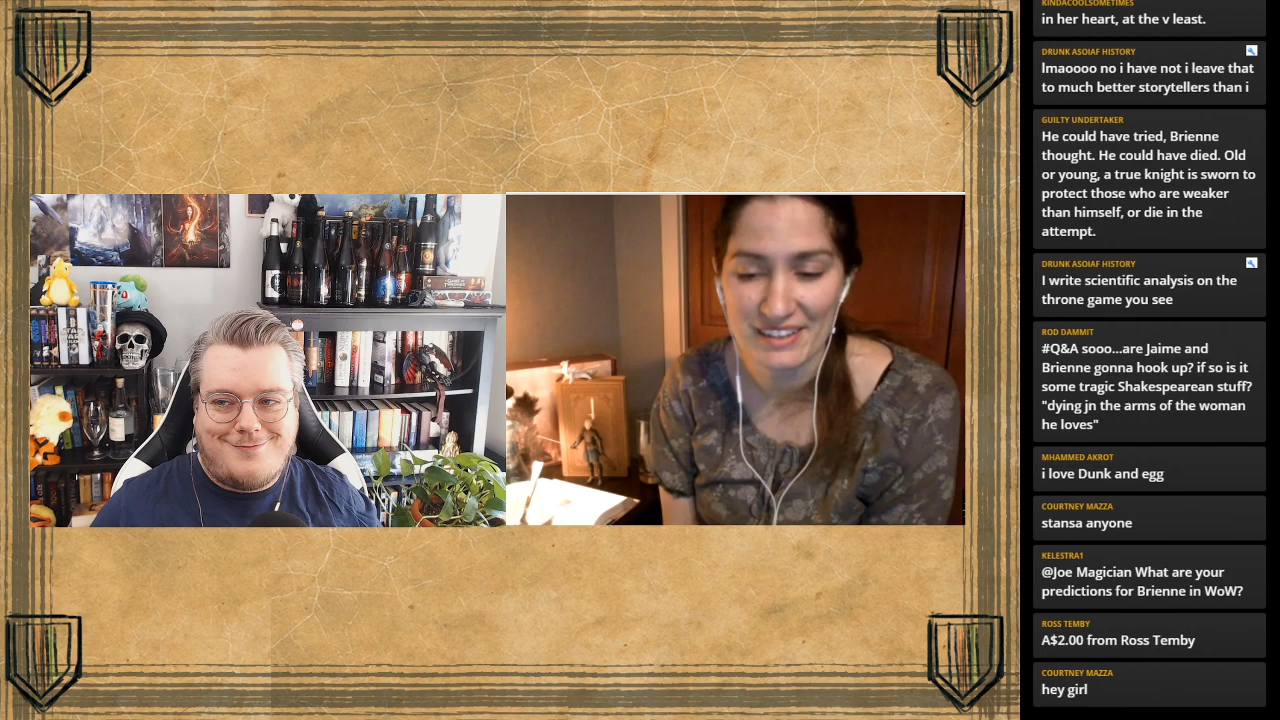 KINDACOOLSOMETIMES
in her heart, at the v least.
DRUNK ASOIAF HISTORY
lmaoooo no i have not i leave that
to much better storytellers than i
GUILTY UNDERTAKER
He could have tried, Brienne
thought. He could have died. Old
or young, a true knight is sworn to
protect those who are weaker
than himself, or die in the
attempt.
DRUNK ASOIAF HISTORY
I write scientific analysis on the
throne game you see
ROD DAMMIT
#Q&A sooo...are Jaime and
Brienne gonna hook up? if so is it
some tragic Shakespearean stuff?
"dying jn the arms of the woman
he loves"
MHAMMED AKROT
i love Dunk and egg
COURTNEY MAZZA
stansa anyone
KELESTRA1
@Joe Magician What are your
predictions for Brienne in WoW?
ROSS TEMBY
A$2.00 from Ross Temby
COURTNEY MAZZA
hey girl